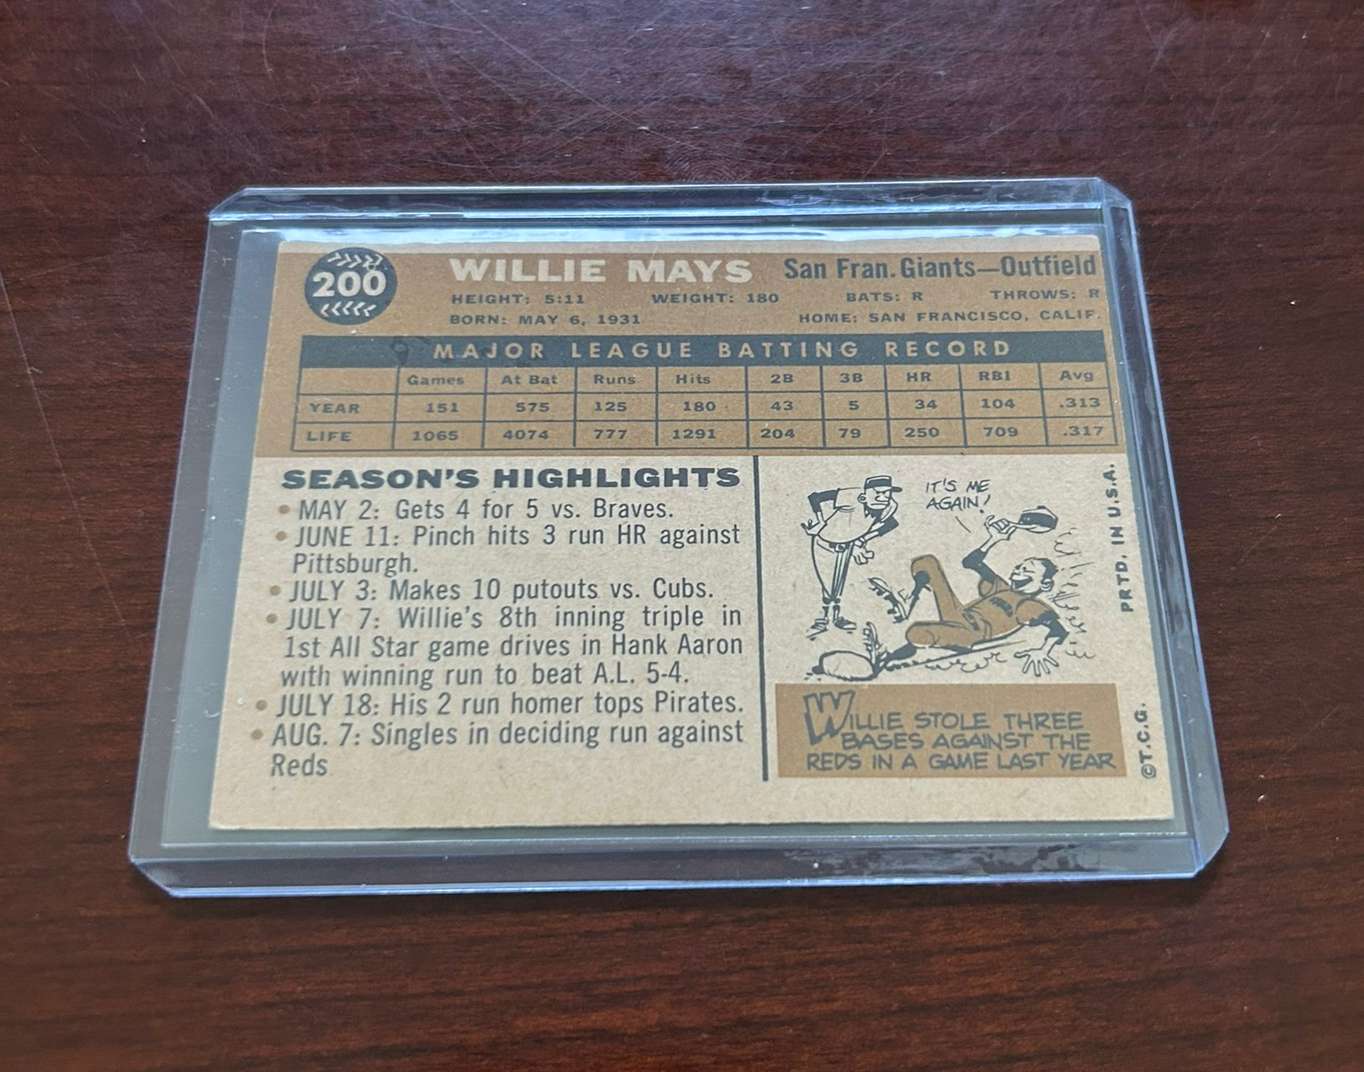 200
WILLIE MAYS San Fran. Giants—Outfield
HEIGHT: 5:11 WEIGHT: 180 BATS: R THROWS: R
BORN: MAY 6, 1931 HOME: SAN FRANCISCO, CALIF.
MAJOR LEAGUE BATTING RECORD
Games At Bat Runs Hits 2B 3B HR RBI Avg
YEAR 151 575 125 180 43 5 34 104 .313
LIFE 1065 4074 777 1291 204 79 250 709 .317
SEASON'S HIGHLIGHTS
• MAY 2: Gets 4 for 5 vs. Braves.
• JUNE 11: Pinch hits 3 run HR against
Pittsburgh.
• JULY 3: Makes 10 putouts vs. Cubs.
• JULY 7: Willie's 8th inning triple in
1st All Star game drives in Hank Aaron
with winning run to beat A.L. 5-4.
• JULY 18: His 2 run homer tops Pirates.
• AUG. 7: Singles in deciding run against
Reds
IT'S ME
AGAIN!
WILLIE STOLE THREE
BASES AGAINST THE
REDS IN A GAME LAST YEAR
©T.C.G. PRTD. IN U.S.A.